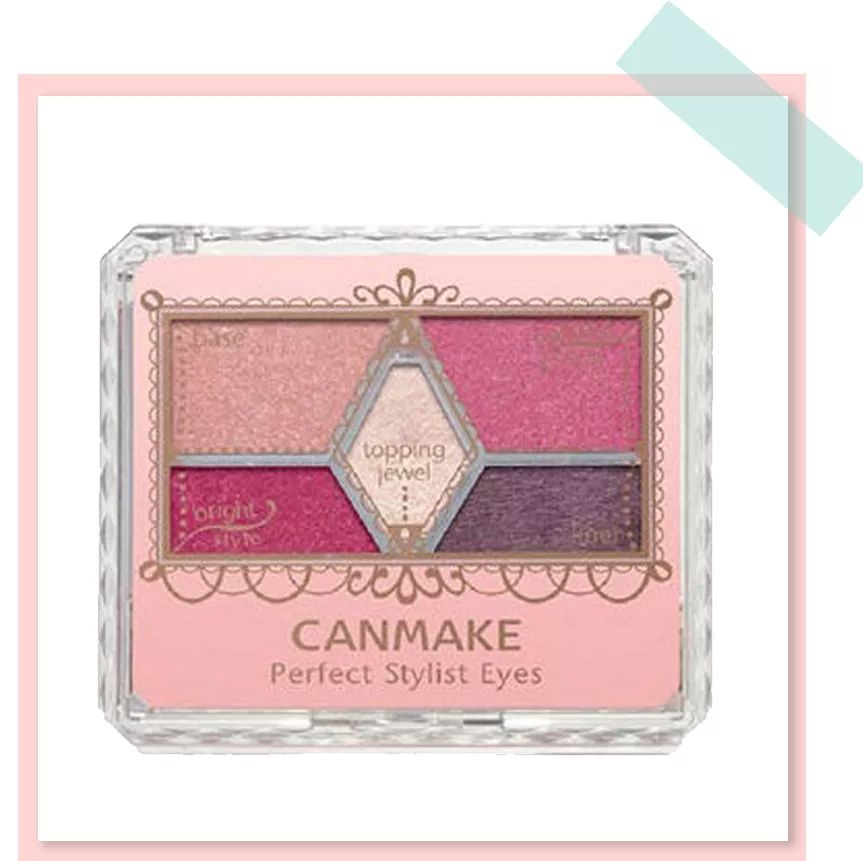 base
topping
jewel
bright
style
liner
CANMAKE
Perfect Stylist Eyes